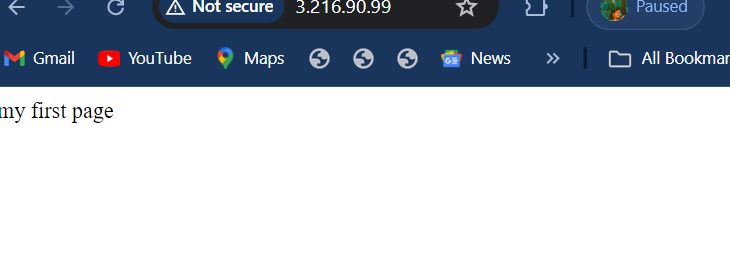 Not secure 3.216.90.99 Paused
Gmail YouTube Maps News » All Bookmar
my first page